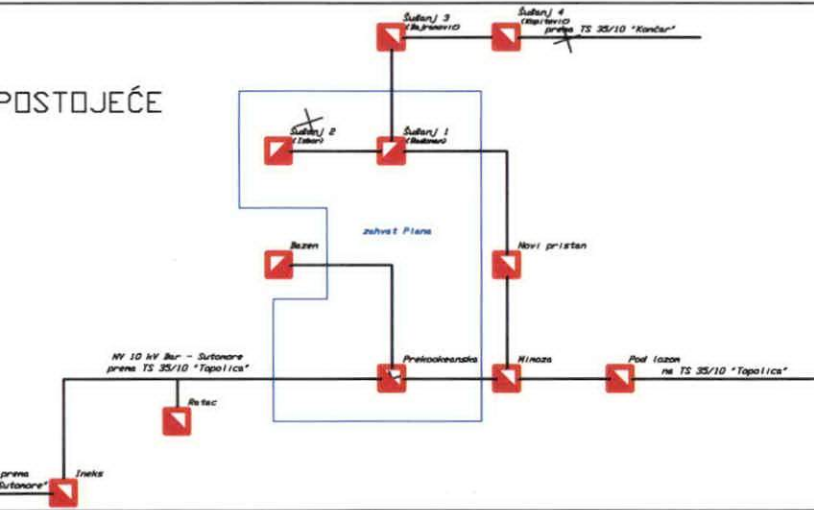 Šušanj 3
Šušanj 4
prema TS 35/10 "Končar"
POSTOJEĆE
Šušanj 2
(Izbor)
Šušanj 1
zahvat Plana
Bazen
Novi pristan
NV 10 kV Bar - Sutomore
prema TS 35/10 "Topolica"
Prekookeanska
Mimoza
Pod lozom
na TS 35/10 "Topolica"
Ratac
prema
Sutomore"
Ineks